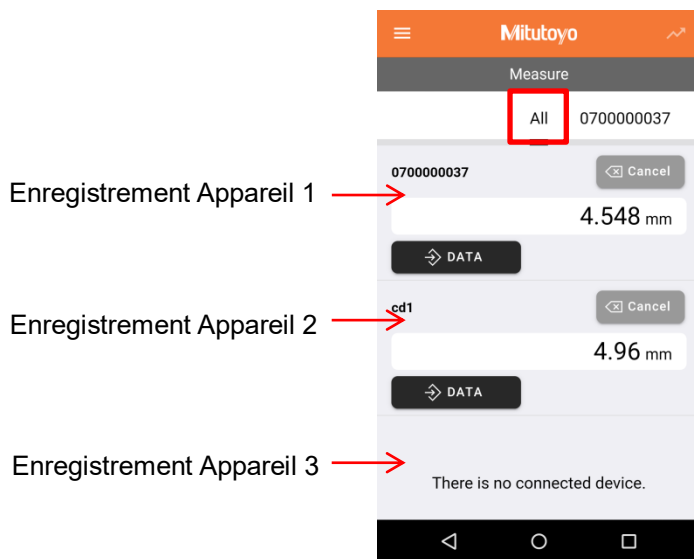 Mitutoyo
Measure
All 0700000037
Enregistrement Appareil 1
0700000037 Cancel
4.548 mm
DATA
Enregistrement Appareil 2
cd1 Cancel
4.96 mm
DATA
Enregistrement Appareil 3
There is no connected device.